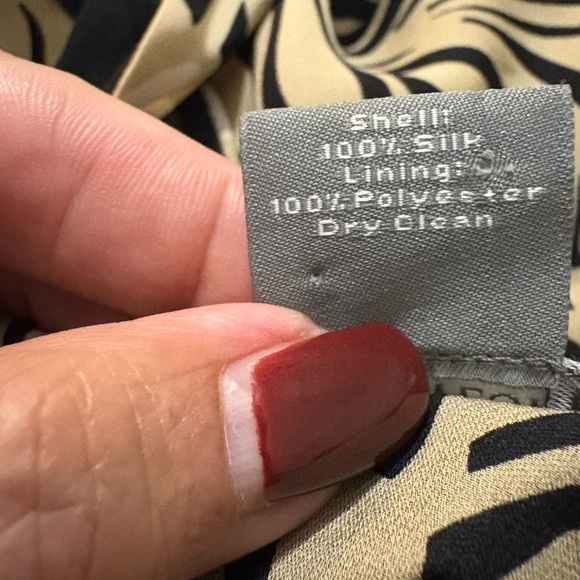 Shell:
100% Silk
Lining:
100% Polyester
Dry Clean